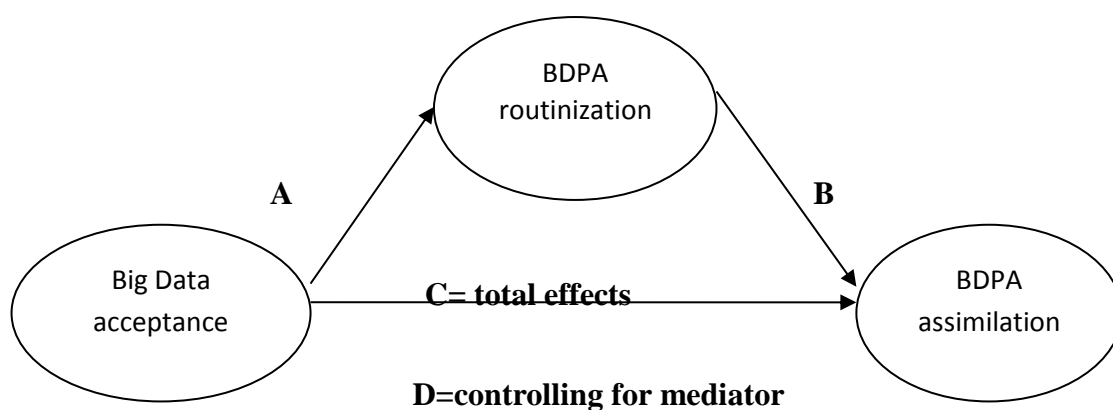 BDPA
routinization
A
B
Big Data
acceptance
C= total effects
BDPA
assimilation
D=controlling for mediator